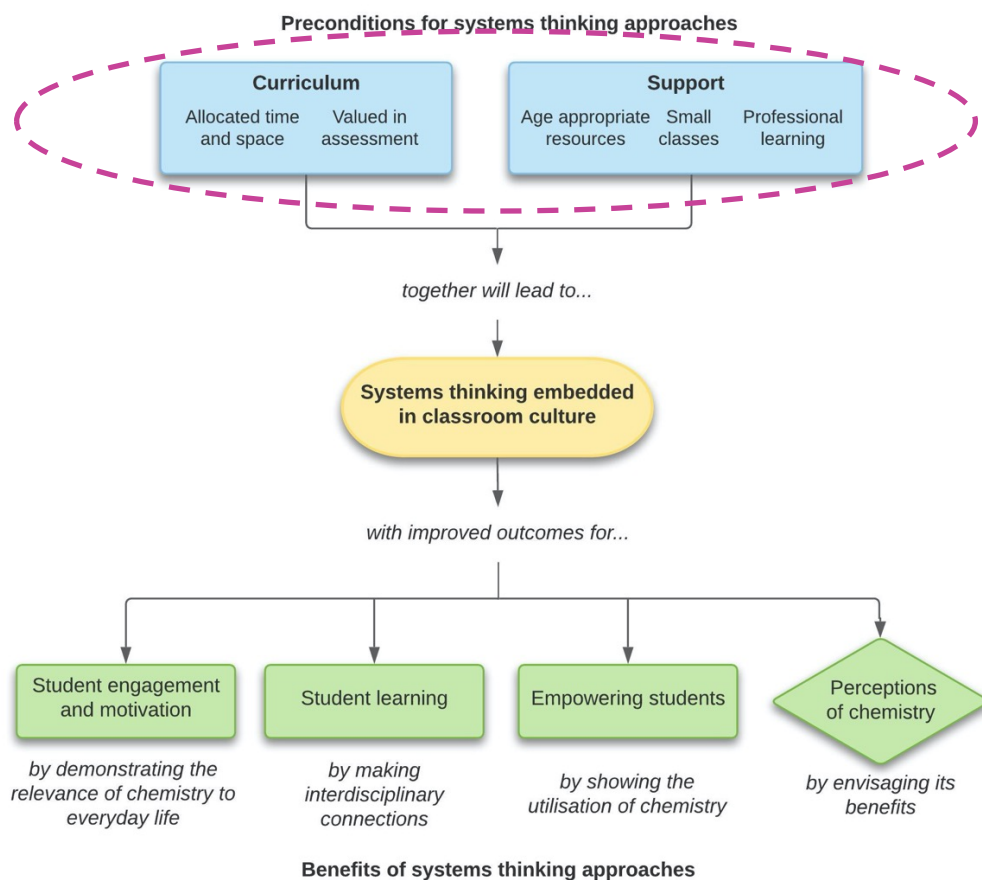 Preconditions for systems thinking approaches
Curriculum
Allocated time
and space
Valued in
assessment
Support
Age appropriate
resources
Small
classes
Professional
learning
together will lead to...
Systems thinking embedded
in classroom culture
with improved outcomes for...
Student engagement
and motivation
by demonstrating the
relevance of chemistry to
everyday life
Student learning
by making
interdisciplinary
connections
Empowering students
by showing the
utilisation of chemistry
Perceptions
of chemistry
by envisaging its
benefits
Benefits of systems thinking approaches